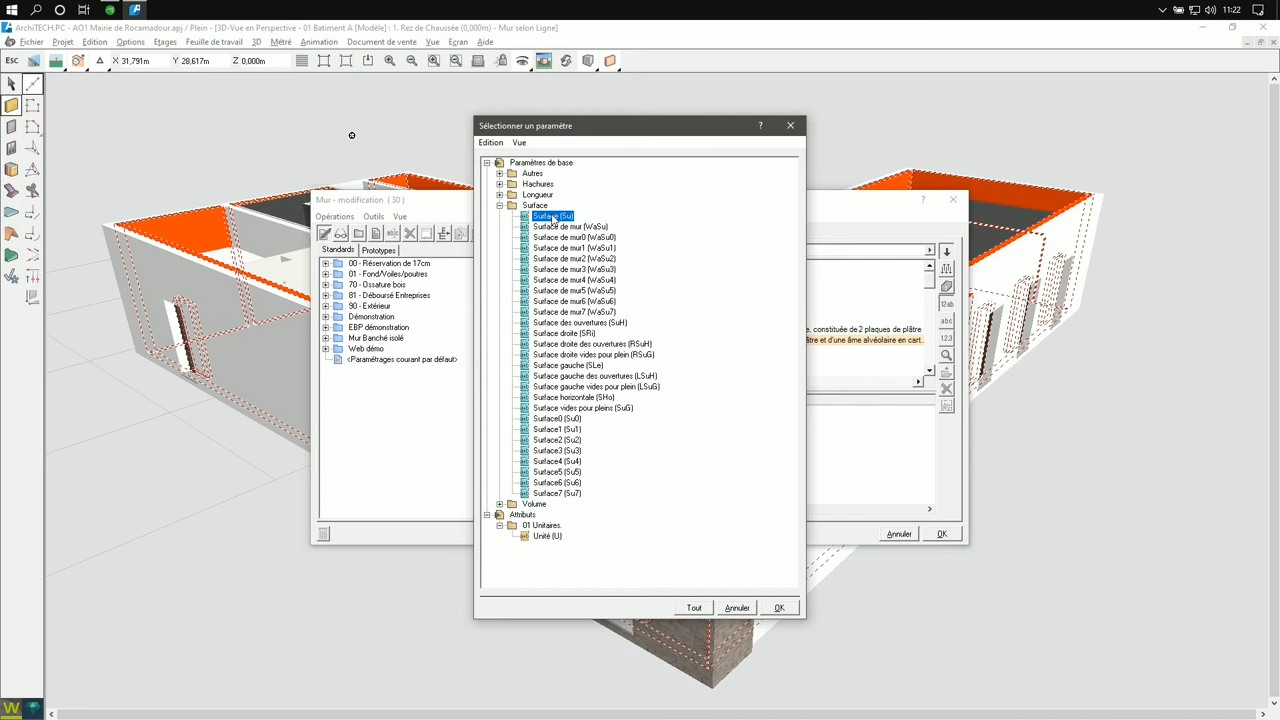 11:22
ArchiTECH.PC - AO1 Mairie de Rocamadour.apj / Plein - [3D-Vue en Perspective - 01 Batiment A [Modèle] : 1. Rez de Chaussée (0,000m) : Mur selon Ligne]
Fichier Projet Edition Options Etages Feuille de travail 3D Métré Animation Document de vente Vue Ecran Aide
Esc X 31,791m Y 28,617m Z 0,000m
Sélectionner un paramètre
?
Edition Vue
Paramètres de base
Autres
Hachures
Longueur
Surface
Surface (Su)
Surface de mur (WaSu)
Surface de mur0 (WaSu0)
Surface de mur1 (WaSu1)
Surface de mur2 (WaSu2)
Surface de mur3 (WaSu3)
Surface de mur4 (WaSu4)
Surface de mur5 (WaSu5)
Surface de mur6 (WaSu6)
Surface de mur7 (WaSu7)
Surface des ouvertures (SuH)
Surface droite (SRi)
Surface droite des ouvertures (RSuH)
Surface droite vides pour plein (RSuG)
Surface gauche (SLe)
Surface gauche des ouvertures (LSuH)
Surface gauche vides pour plein (LSuG)
Surface horizontale (SHo)
Surface vides pour pleins (SuG)
Surface0 (Su0)
Surface1 (Su1)
Surface2 (Su2)
Surface3 (Su3)
Surface4 (Su4)
Surface5 (Su5)
Surface6 (Su6)
Surface7 (Su7)
Volume
Attributs
01 Unitaires.
Unité (U)
Tout Annuler OK
Mur - modification ( 30 )
?
Opérations Outils Vue
Standards Prototypes
00 - Réservation de 17cm
01 - Fond/Voiles/poutres
70 - Ossature bois
81 - Déboursé Entreprises
90 - Extérieur
Démonstration
EBP démonstration
Mur Banché isolé
Web démo
<Paramétrages courant par défaut>
e, constituée de 2 plaques de plâtre
âtre et d'une âme alvéolaire en cart.
12ab
abc
1.2.3
Annuler OK
W